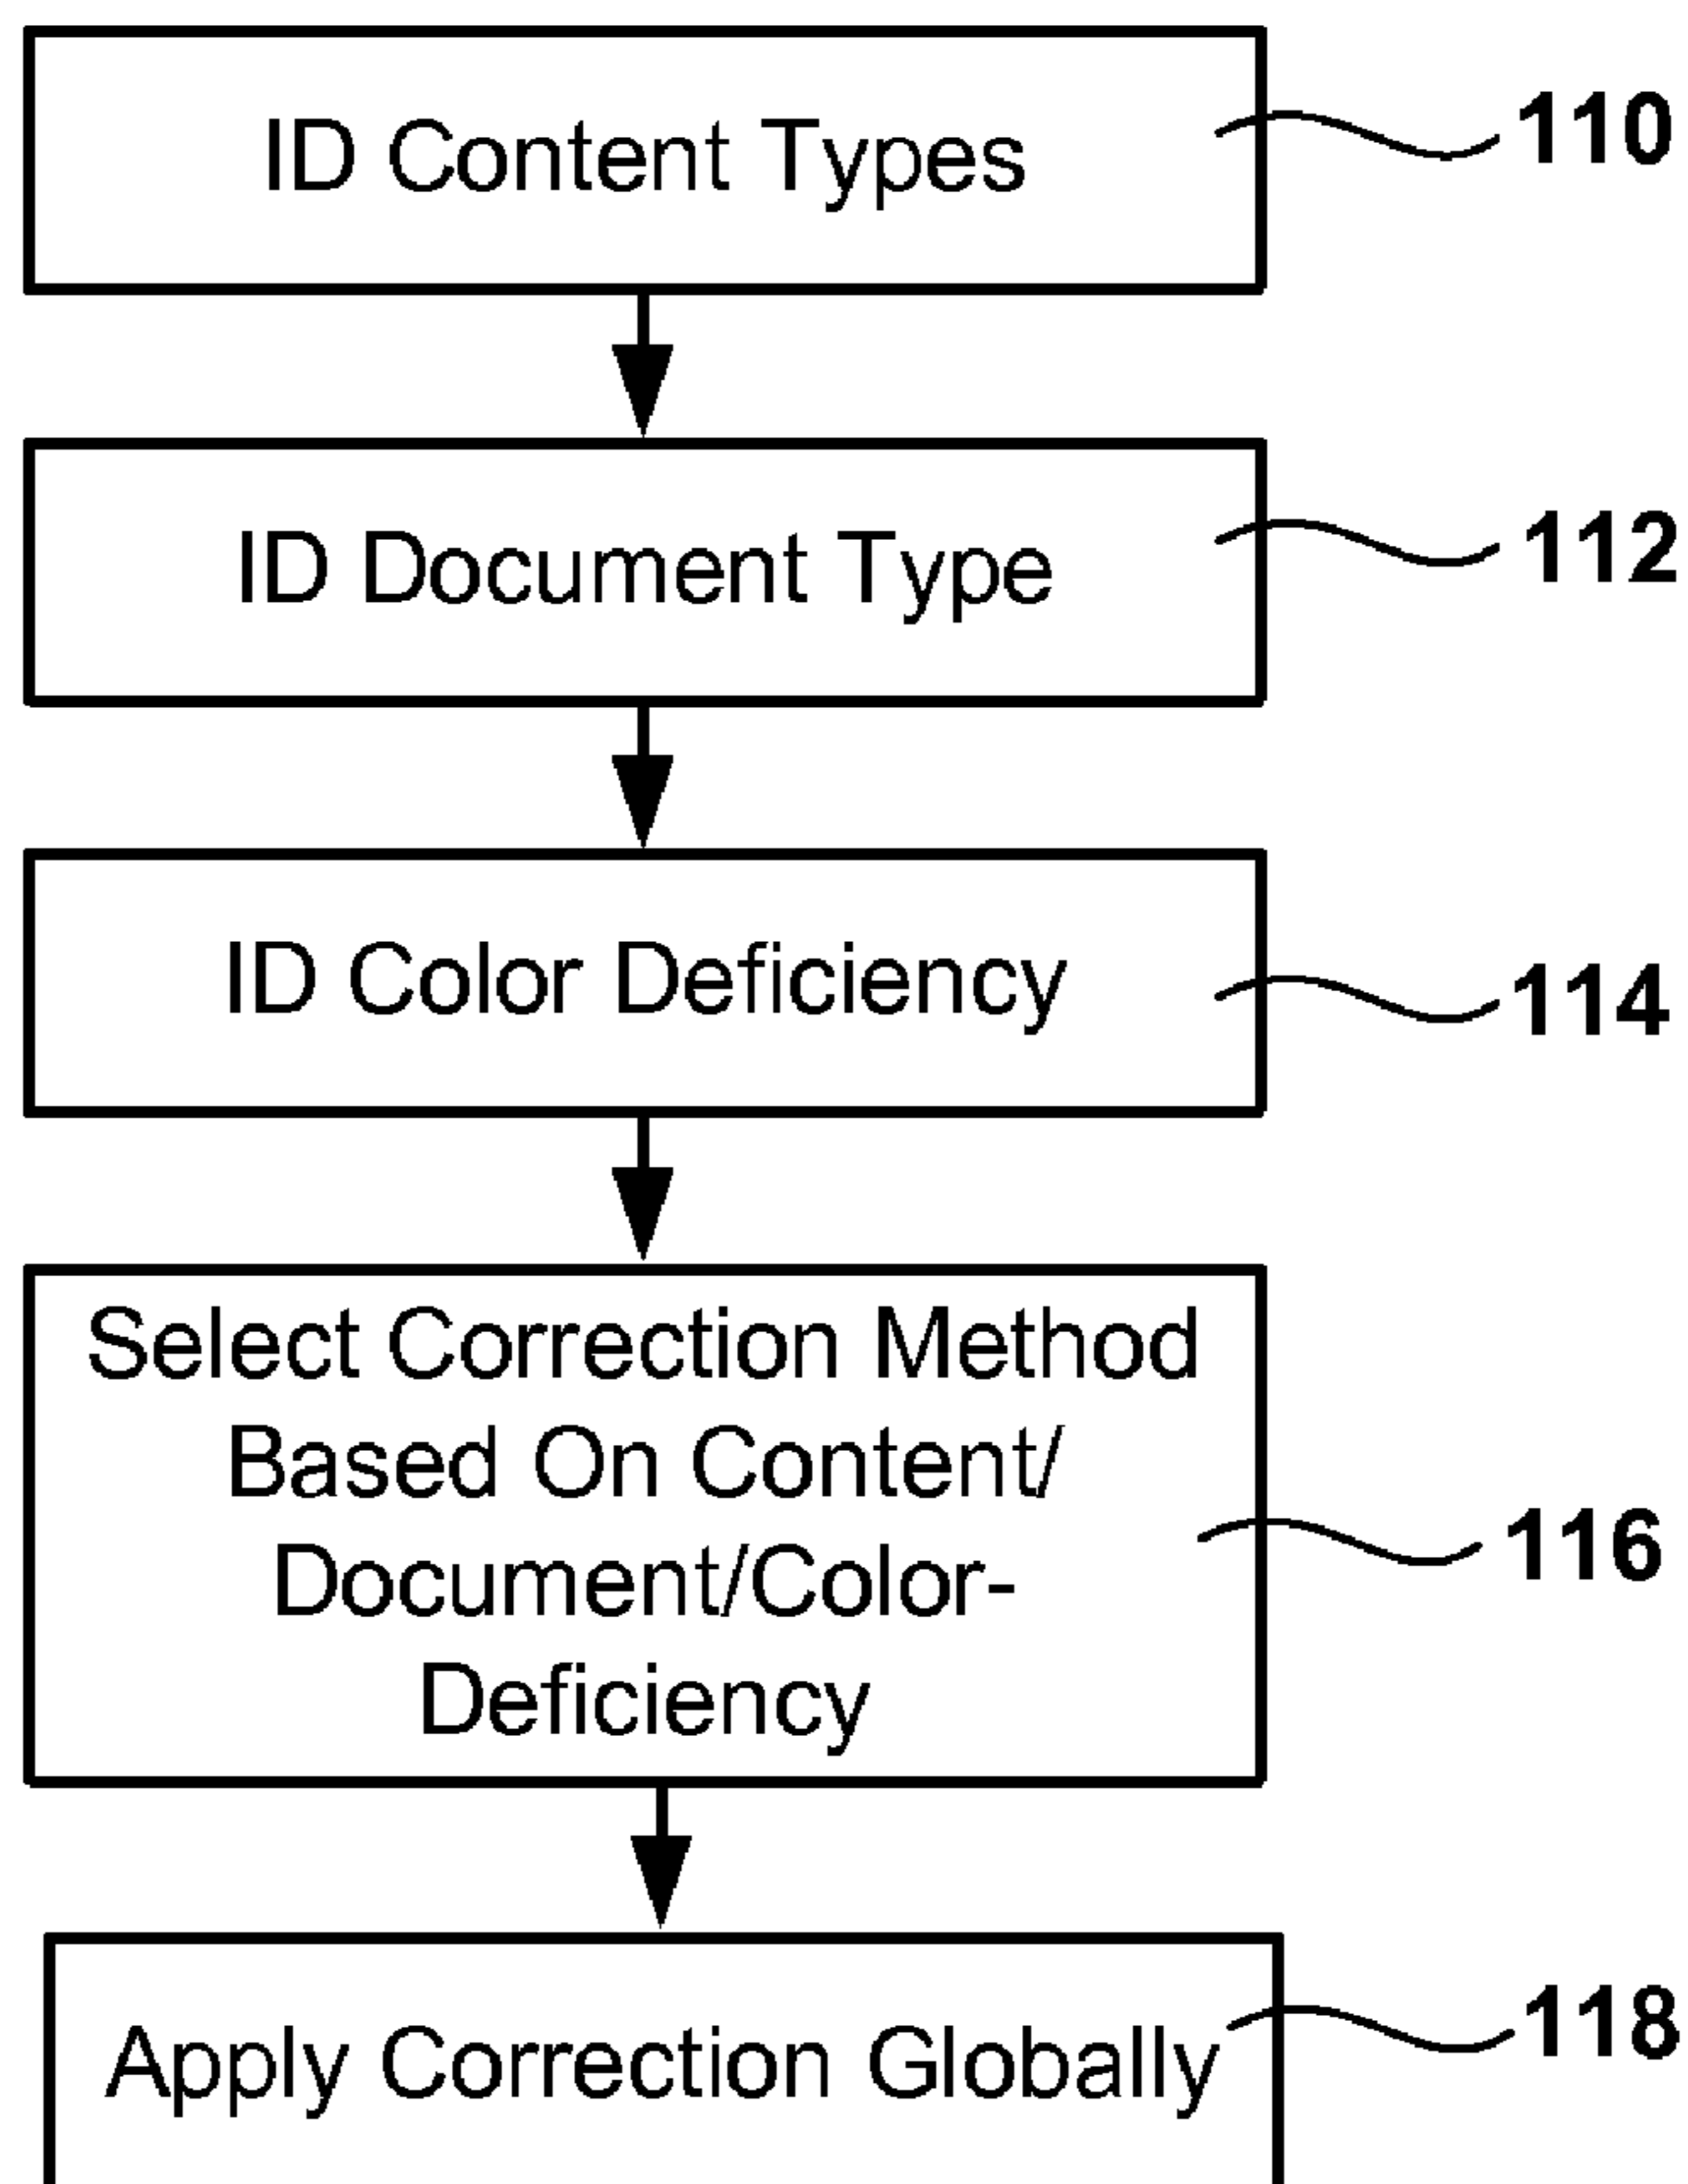 ID Content Types
110
ID Document Type
112
ID Color Deficiency
114
Select Correction Method
Based On Content/
Document/Color-
Deficiency
116
Apply Correction Globally
118